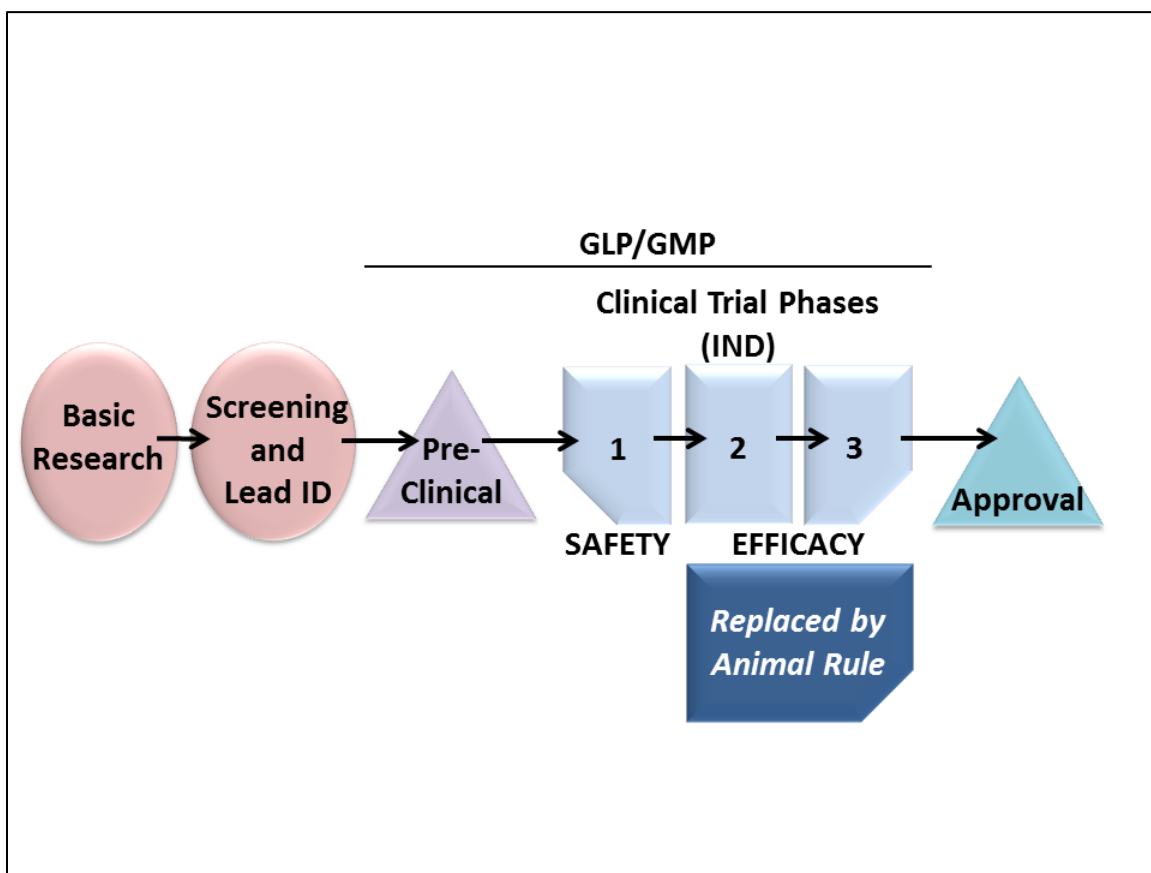 GLP/GMP
Clinical Trial Phases
(IND)
Basic
Research
Screening
and
Lead ID
Pre-
Clinical
1
2
3
Approval
SAFETY
EFFICACY
Replaced by
Animal Rule